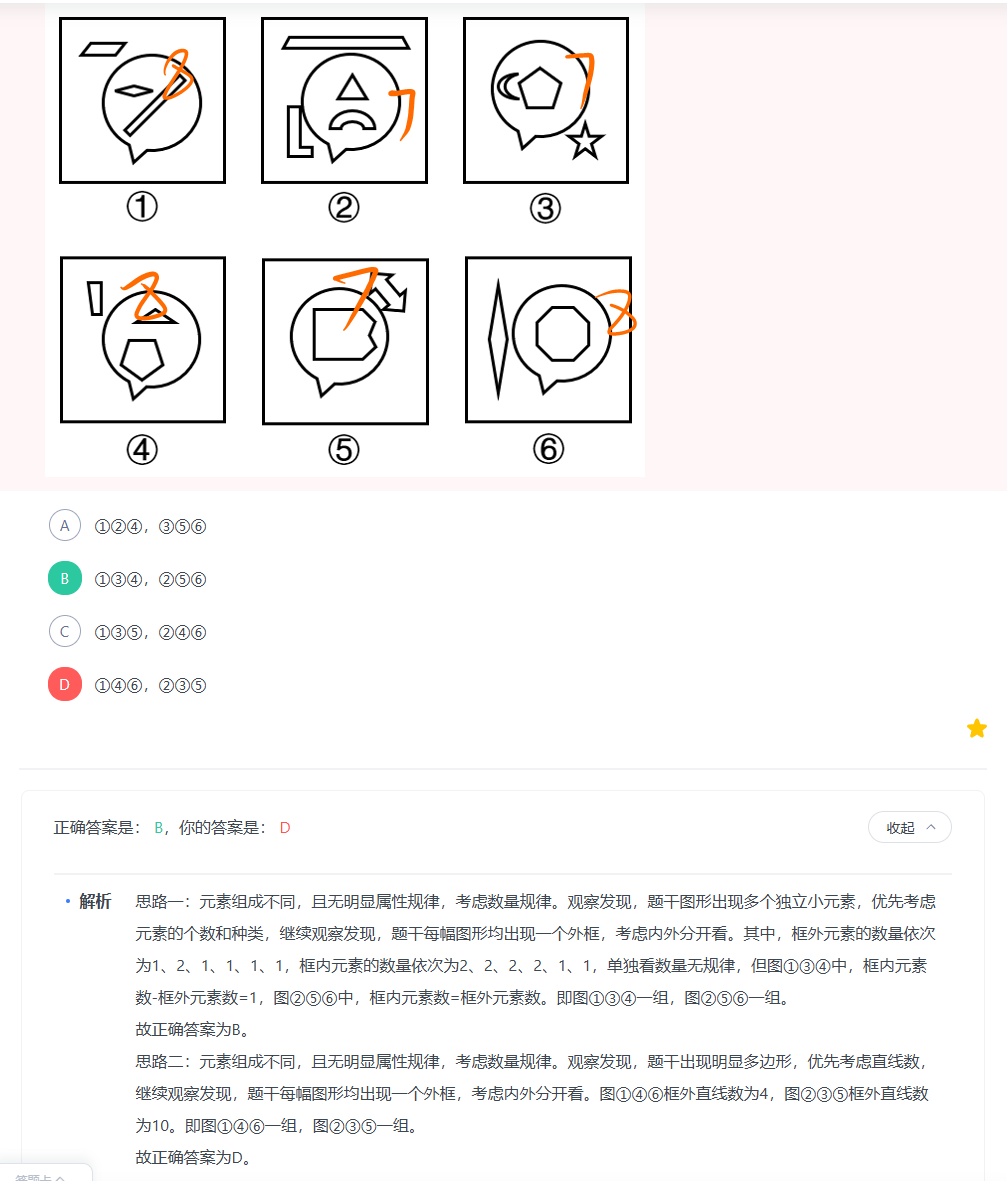 8
7
7
① ② ③
8
7
8
④ ⑤ ⑥
A ①②④，③⑤⑥
B ①③④，②⑤⑥
C ①③⑤，②④⑥
D ①④⑥，②③⑤
正确答案是： B，你的答案是： D
收起
• 解析 思路一：元素组成不同，且无明显属性规律，考虑数量规律。观察发现，题干图形出现多个独立小元素，优先考虑
元素的个数和种类，继续观察发现，题干每幅图形均出现一个外框，考虑内外分开看。其中，框外元素的数量依次
为1、2、1、1、1、1，框内元素的数量依次为2、2、2、2、1、1，单独看数量无规律，但图①③④中，框内元素
数-框外元素数=1，图②⑤⑥中，框内元素数=框外元素数。即图①③④一组，图②⑤⑥一组。
故正确答案为B。
思路二：元素组成不同，且无明显属性规律，考虑数量规律。观察发现，题干出现明显多边形，优先考虑直线数，
继续观察发现，题干每幅图形均出现一个外框，考虑内外分开看。图①④⑥框外直线数为4，图②③⑤框外直线数
为10。即图①④⑥一组，图②③⑤一组。
故正确答案为D。
答题卡